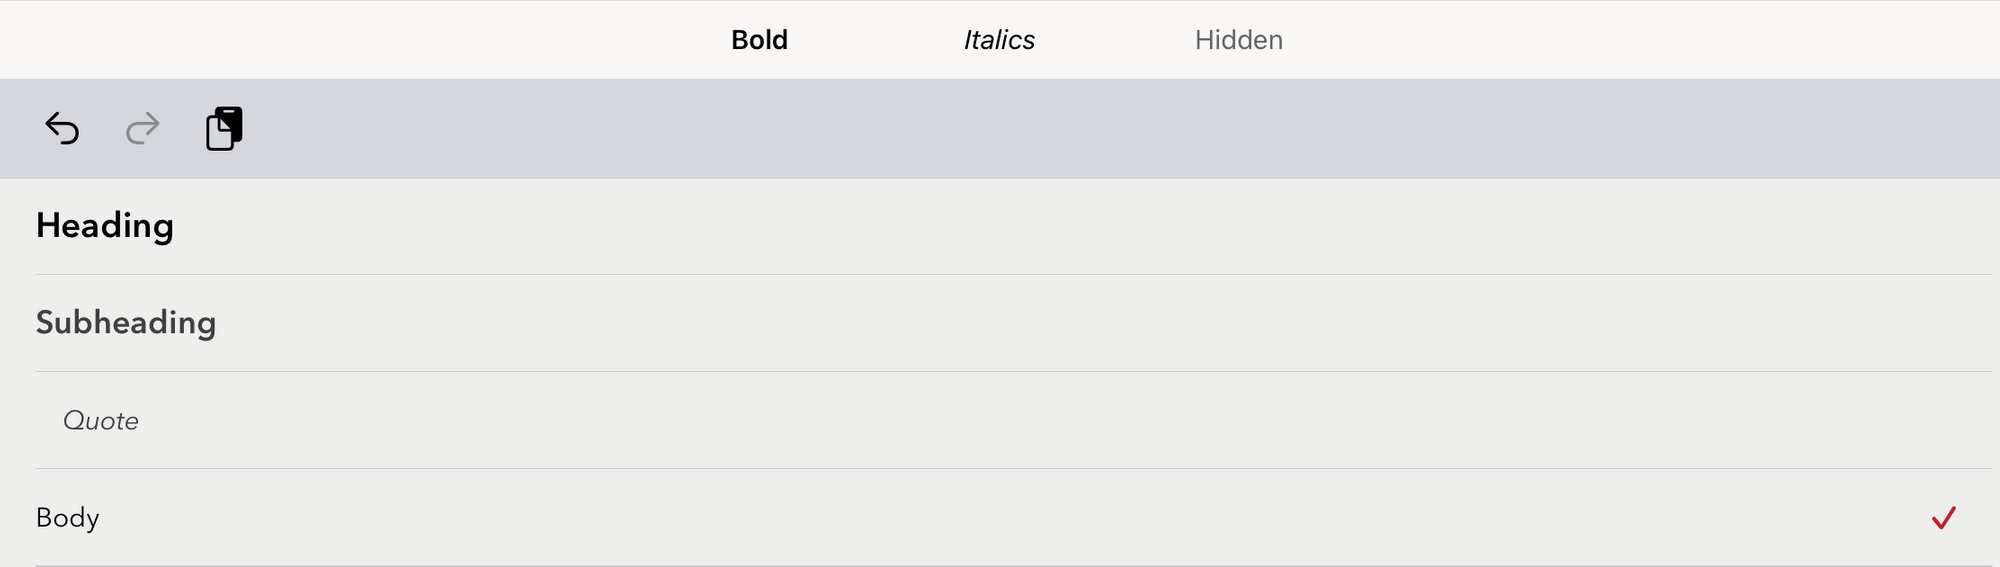 Bold Italics Hidden
Heading
Subheading
Quote
Body